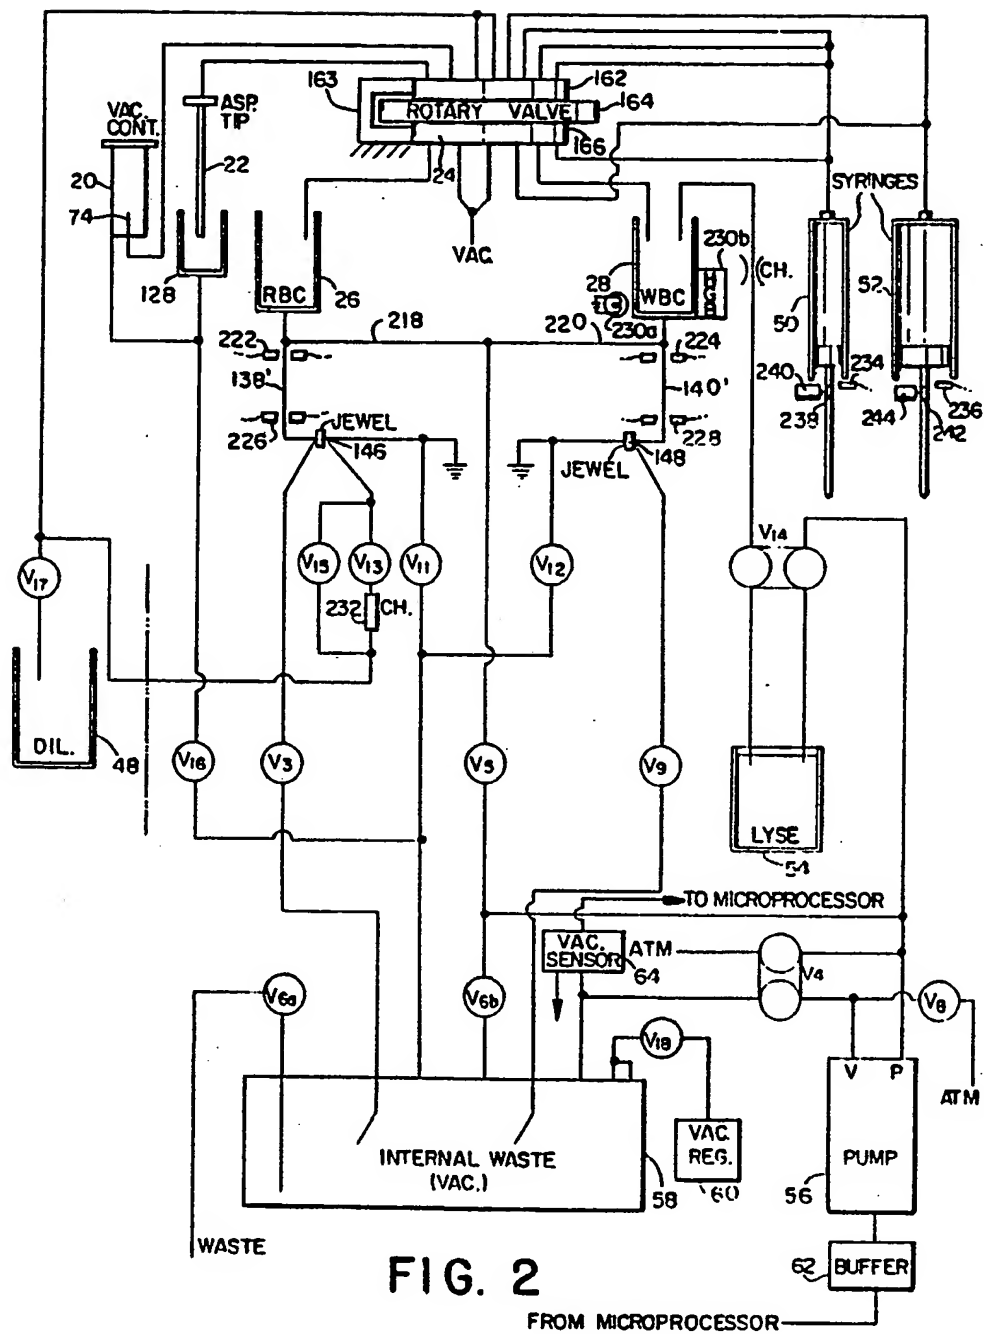 163
162
164
ROTARY VALVE
166
24
VAC.
CONT.
ASP.
TIP
20
22
74
SYRINGES
VAC.
128
RBC
26
28
WBC
230b
HGB
CH.
230a
50
52
218
220
222
224
138'
140'
240
234
238
244
242
236
226
JEWEL
146
JEWEL
148
228
V15
V13
V11
V12
V14
V17
232
CH.
DIL.
48
V16
V3
V5
V9
LYSE
54
TO MICROPROCESSOR
VAC.
SENSOR
64
ATM
V4
V6a
V6b
V8
V18
V P
ATM
INTERNAL WASTE
(VAC.)
58
VAC.
REG.
60
PUMP
56
WASTE
BUFFER
62
FIG. 2
FROM MICROPROCESSOR